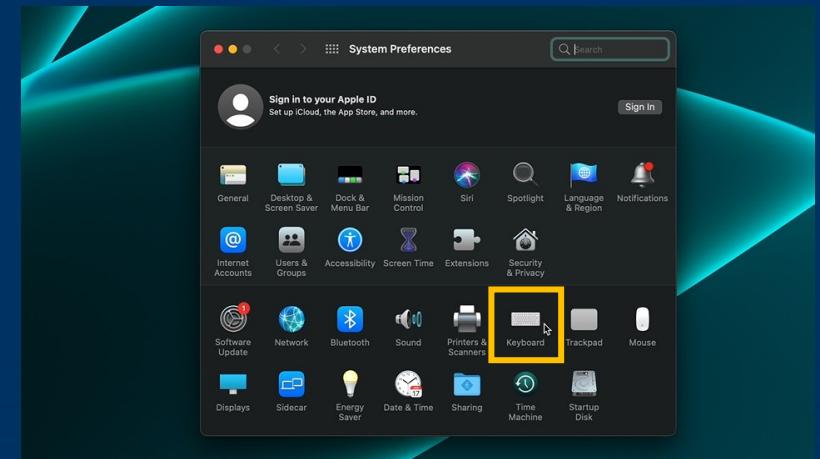 System Preferences
Search
Sign in to your Apple ID
Set up iCloud, the App Store, and more.
Sign In
General
Desktop &
Screen Saver
Dock &
Menu Bar
Mission
Control
Siri
Spotlight
Language
& Region
Notifications
Internet
Accounts
Users &
Groups
Accessibility
Screen Time
Extensions
Security
& Privacy
1
Software
Update
Network
Bluetooth
Sound
Printers &
Scanners
Keyboard
Trackpad
Mouse
Displays
Sidecar
Energy
Saver
17
Date & Time
Sharing
Time
Machine
Startup
Disk